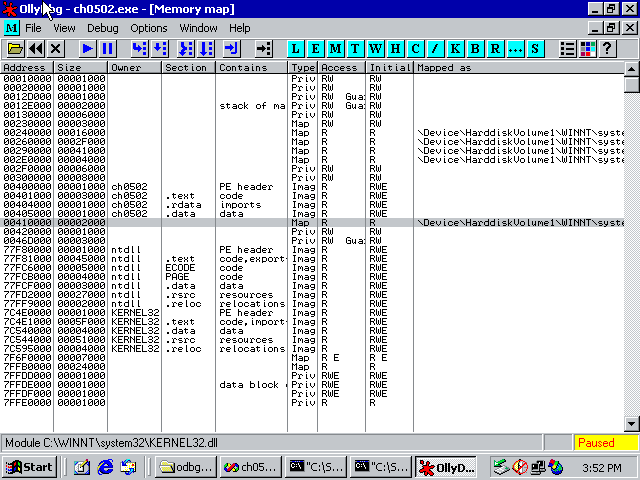 OllyDbg - ch0502.exe - [Memory map]
M File View Debug Options Window Help
L E M T W H C / K B R ... S ?
Address Size Owner Section Contains Type Access Initial Mapped as
00010000 00001000 Priv RW RW
00020000 00001000 Priv RW RW
0012D000 00001000 Priv RW Gua RW
0012E000 00002000 stack of ma Priv RW Gua RW
00130000 00006000 Priv RW RW
00230000 00003000 Map RW RW
00240000 00016000 Map R R \Device\HarddiskVolume1\WINNT\syste
00260000 0002F000 Map R R \Device\HarddiskVolume1\WINNT\syste
00290000 00041000 Map R R \Device\HarddiskVolume1\WINNT\syste
002E0000 00004000 Map R R \Device\HarddiskVolume1\WINNT\syste
002F0000 00006000 Priv RW RW
00300000 00008000 Priv RW RW
00400000 00001000 ch0502 PE header Imag R RWE
00401000 00003000 ch0502 .text code Imag R RWE
00404000 00001000 ch0502 .rdata imports Imag R RWE
00405000 00001000 ch0502 .data data Imag R RWE
00410000 00002000 Map R R \Device\HarddiskVolume1\WINNT\syste
00420000 00001000 Priv RW RW
0046D000 00003000 Priv RW Gua RW
77F80000 00001000 ntdll PE header Imag R RWE
77F81000 00045000 ntdll .text code,export Imag R RWE
77FC6000 00005000 ntdll ECODE code Imag R RWE
77FCB000 00004000 ntdll PAGE code Imag R RWE
77FCF000 00003000 ntdll .data data Imag R RWE
77FD2000 00027000 ntdll .rsrc resources Imag R RWE
77FF9000 00002000 ntdll .reloc relocations Imag R RWE
7C4E0000 00001000 KERNEL32 PE header Imag R RWE
7C4E1000 0005F000 KERNEL32 .text code,import Imag R RWE
7C540000 00004000 KERNEL32 .data data Imag R RWE
7C544000 00051000 KERNEL32 .rsrc resources Imag R RWE
7C595000 00004000 KERNEL32 .reloc relocations Imag R RWE
7F6F0000 00007000 Map R E R E
7FFB0000 00024000 Map R R
7FFDD000 00001000 Priv RWE RWE
7FFDE000 00001000 data block Priv RWE RWE
7FFDF000 00001000 Priv RWE RWE
7FFE0000 00001000 Priv R R
Module C:\WINNT\system32\KERNEL32.dll Paused
Start odbg... ch05... "C:\S... "C:\S... OllyD... 3:52 PM